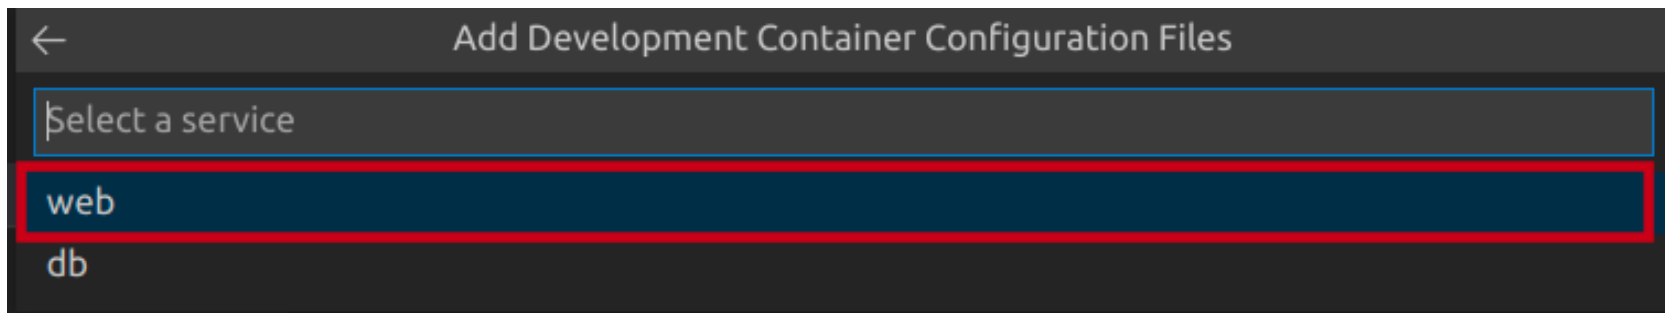 Add Development Container Configuration Files
Select a service
web
db